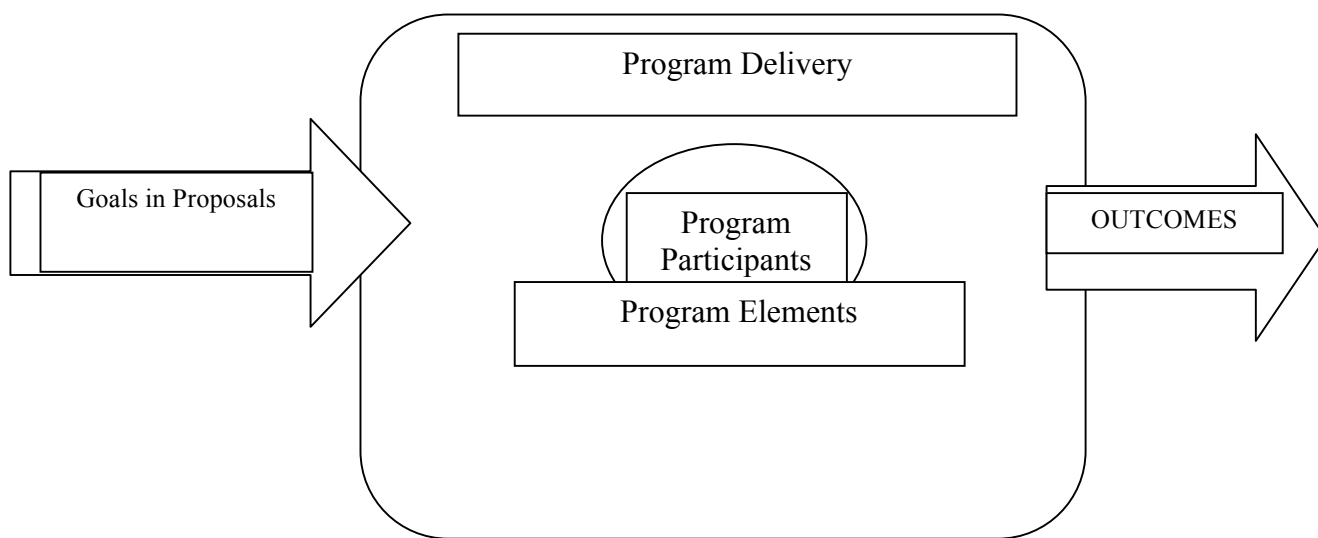 Program Delivery
Goals in Proposals
Program
Participants
OUTCOMES
Program Elements